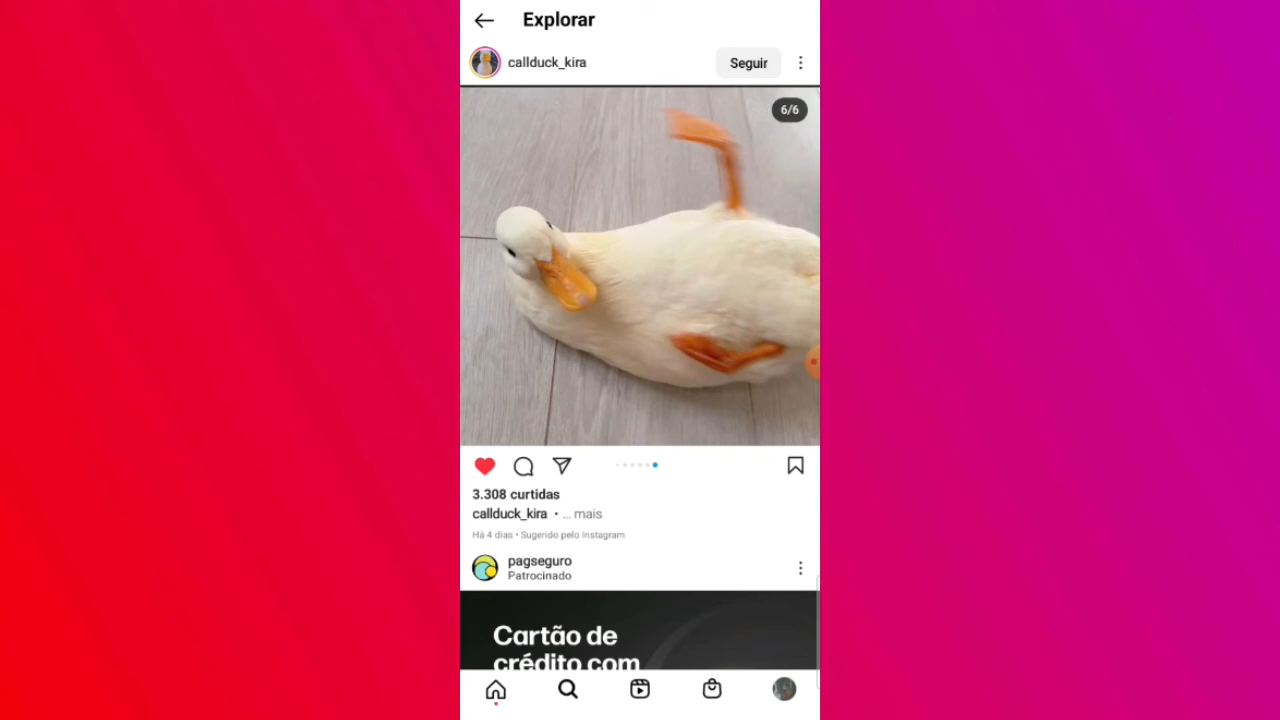 Explorar
callduck_kira
Seguir
6/6
3.308 curtidas
callduck_kira • ... mais
Há 4 dias • Sugerido pelo Instagram
pagseguro
Patrocinado
Cartão de
crédito com